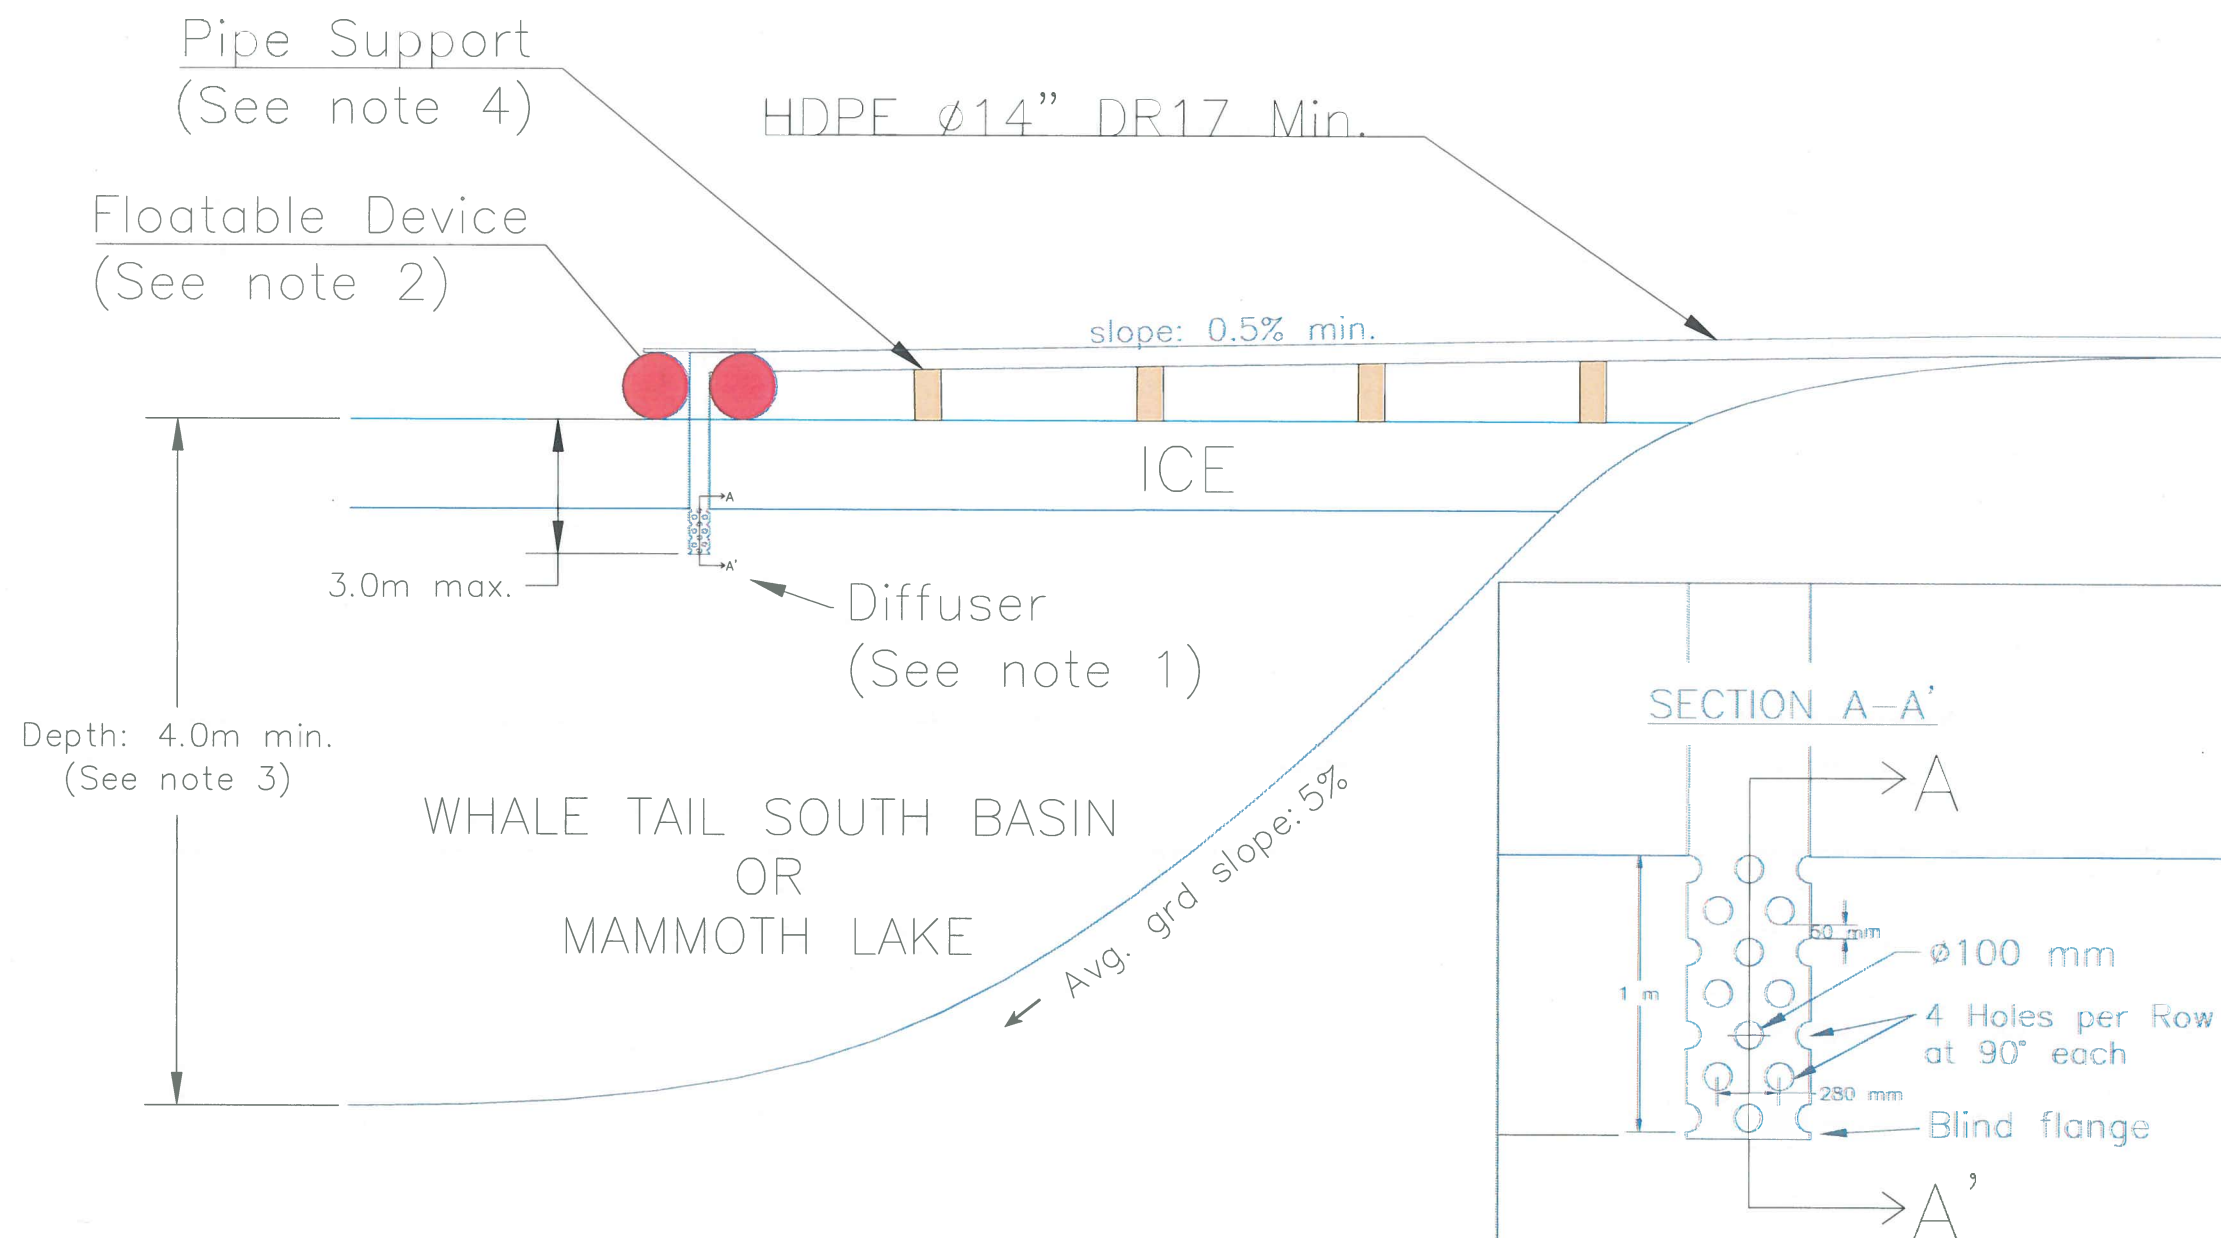 Pipe Support
(See note 4)
HDPE ø14” DR17 Min.
Floatable Device
(See note 2)
slope: 0.5% min.
ICE
A
A'
3.0m max.
Diffuser
(See note 1)
Depth: 4.0m min.
(See note 3)
WHALE TAIL SOUTH BASIN
OR
MAMMOTH LAKE
Avg. grd slope: 5%
SECTION A-A'
A
50 mm
ø100 mm
1 m
4 Holes per Row
at 90° each
280 mm
Blind flange
A'